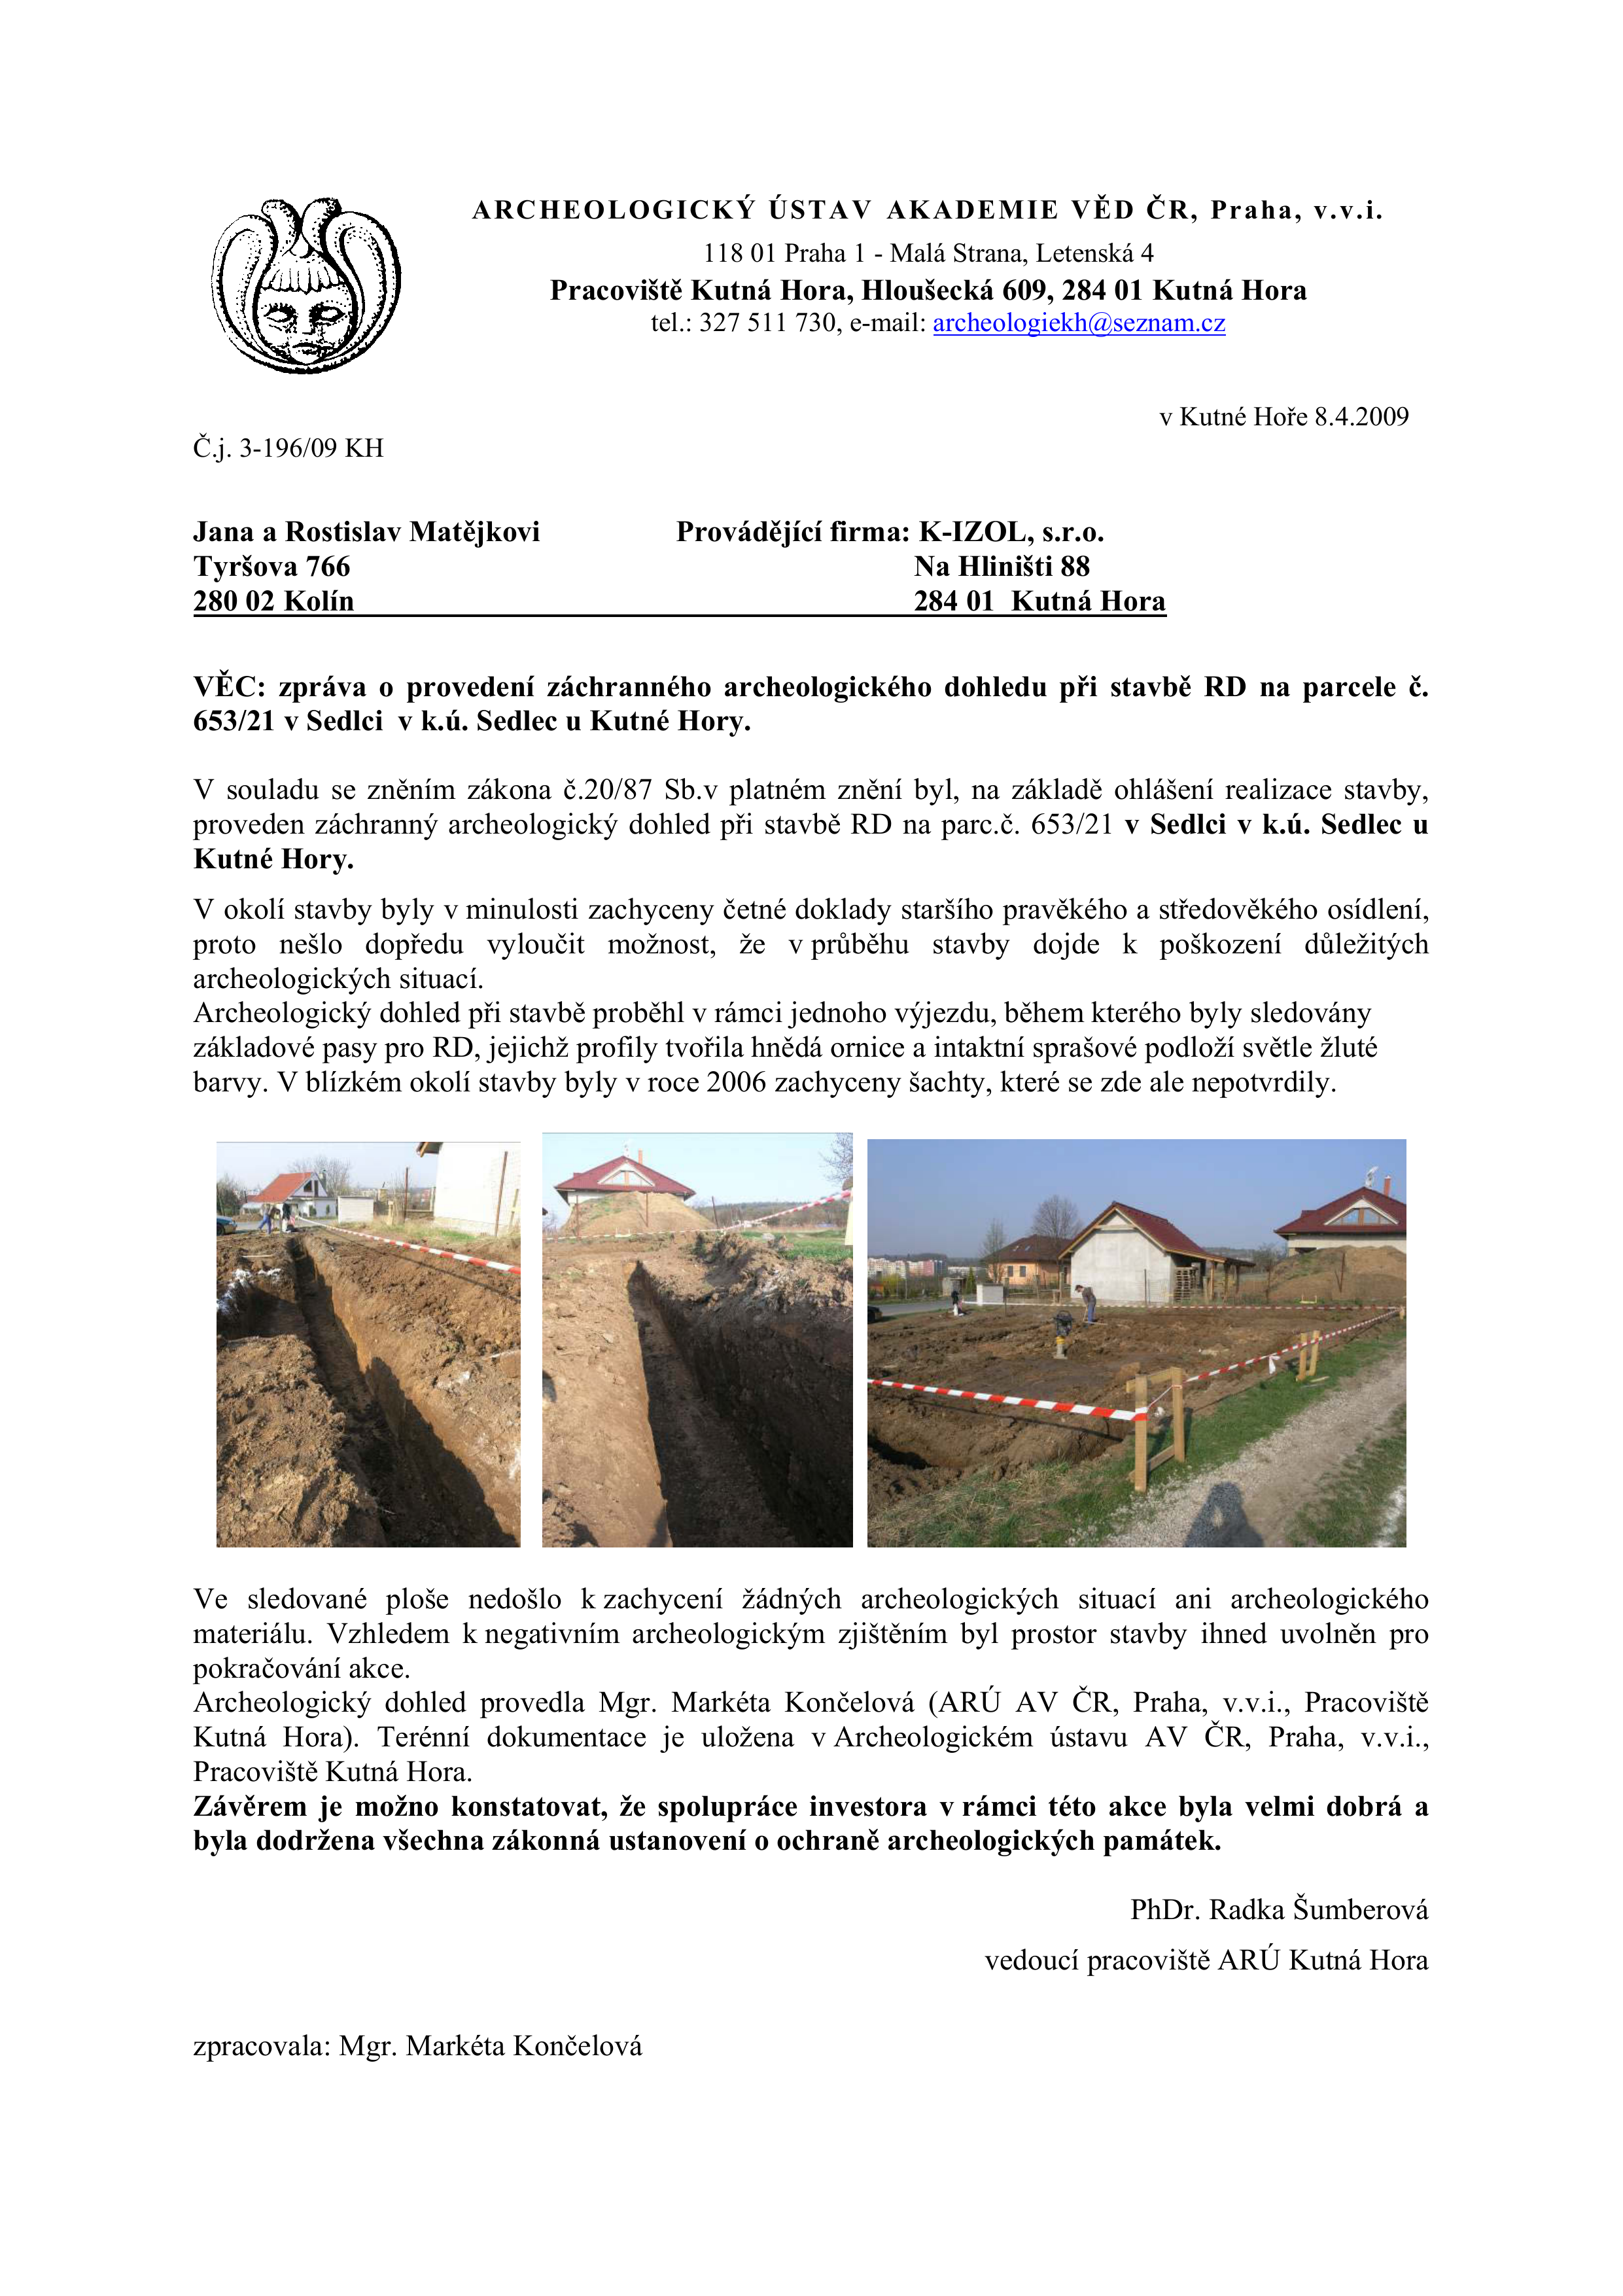 ARCHEOLOGICKÝ ÚSTAV AKADEMIE VĚD ČR, Praha, v.v.i.
118 01 Praha 1 - Malá Strana, Letenská 4
Pracoviště Kutná Hora, Hloušecká 609, 284 01 Kutná Hora
tel.: 327 511 730, e-mail: archeologiekh@seznam.cz
v Kutné Hoře 8.4.2009
Č.j. 3-196/09 KH
Jana a Rostislav Matějkovi Provádějící firma: K-IZOL, s.r.o.
Tyršova 766 Na Hliništi 88
280 02 Kolín 284 01 Kutná Hora
VĚC: zpráva o provedení záchranného archeologického dohledu při stavbě RD na parcele č.
653/21 v Sedlci v k.ú. Sedlec u Kutné Hory.
V souladu se zněním zákona č.20/87 Sb.v platném znění byl, na základě ohlášení realizace stavby,
proveden záchranný archeologický dohled při stavbě RD na parc.č. 653/21 v Sedlci v k.ú. Sedlec u
Kutné Hory.
V okolí stavby byly v minulosti zachyceny četné doklady staršího pravěkého a středověkého osídlení,
proto nešlo dopředu vyloučit možnost, že v průběhu stavby dojde k poškození důležitých
archeologických situací.
Archeologický dohled při stavbě proběhl v rámci jednoho výjezdu, během kterého byly sledovány
základové pasy pro RD, jejichž profily tvořila hnědá ornice a intaktní sprašové podloží světle žluté
barvy. V blízkém okolí stavby byly v roce 2006 zachyceny šachty, které se zde ale nepotvrdily.
Ve sledované ploše nedošlo k zachycení žádných archeologických situací ani archeologického
materiálu. Vzhledem k negativním archeologickým zjištěním byl prostor stavby ihned uvolněn pro
pokračování akce.
Archeologický dohled provedla Mgr. Markéta Končelová (ARÚ AV ČR, Praha, v.v.i., Pracoviště
Kutná Hora). Terénní dokumentace je uložena v Archeologickém ústavu AV ČR, Praha, v.v.i.,
Pracoviště Kutná Hora.
Závěrem je možno konstatovat, že spolupráce investora v rámci této akce byla velmi dobrá a
byla dodržena všechna zákonná ustanovení o ochraně archeologických památek.
PhDr. Radka Šumberová
vedoucí pracoviště ARÚ Kutná Hora
zpracovala: Mgr. Markéta Končelová